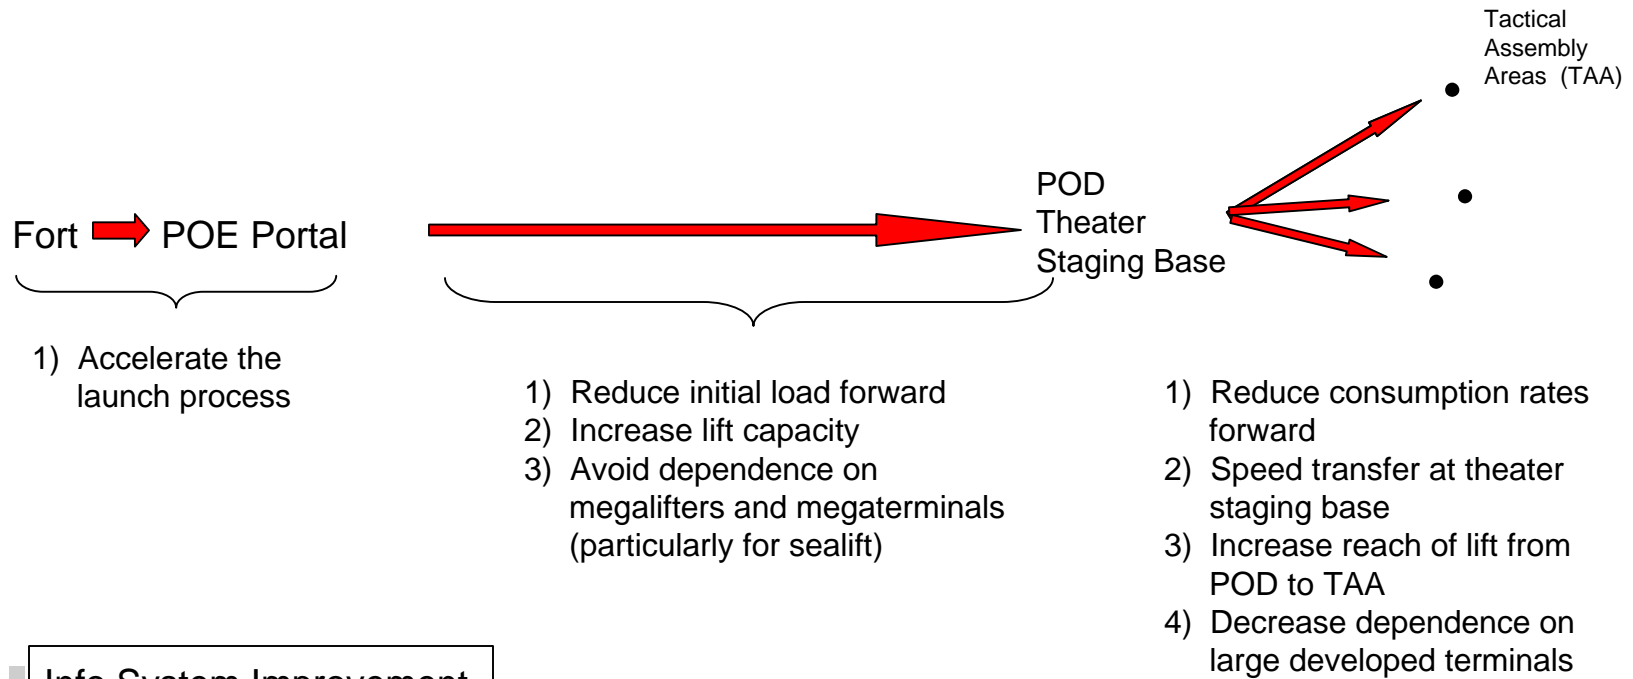 Tactical
Assembly
Areas (TAA)
POD
Theater
Staging Base
Fort POE Portal
1) Accelerate the
launch process
1) Reduce initial load forward
2) Increase lift capacity
3) Avoid dependence on
megalifters and megaterminals
(particularly for sealift)
1) Reduce consumption rates
forward
2) Speed transfer at theater
staging base
3) Increase reach of lift from
POD to TAA
4) Decrease dependence on
large developed terminals
Info System Improvement